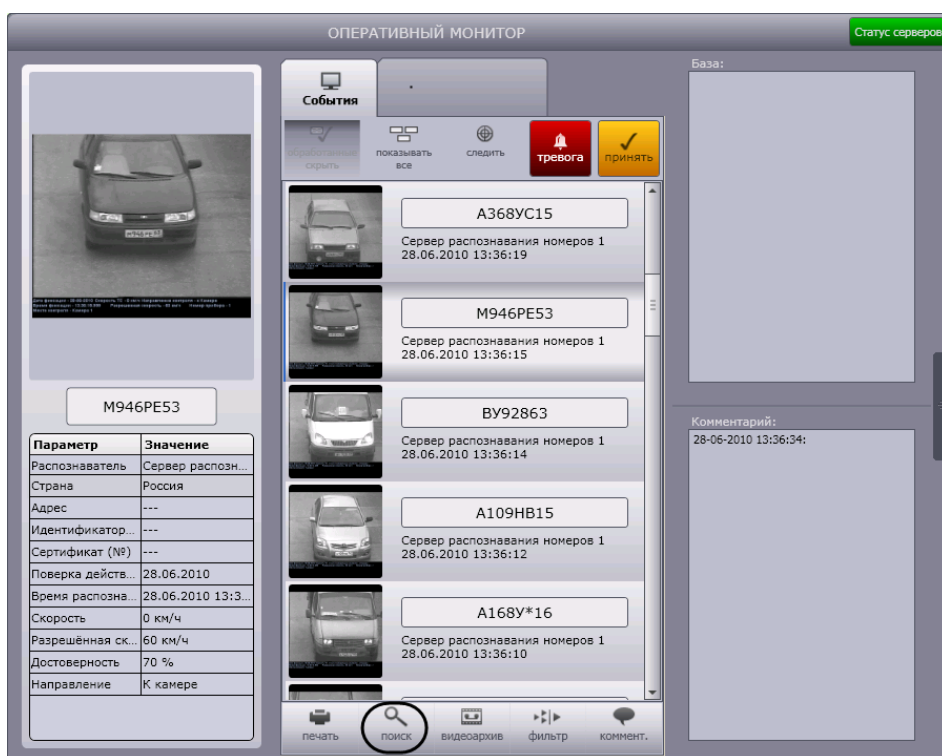 ОПЕРАТИВНЫЙ МОНИТОР
Статус серверов
М946РЕ53
Параметр Значение
Распознаватель Сервер распозн...
Страна Россия
Адрес ---
Идентификатор... ---
Сертификат (№) ---
Поверка действ... 28.06.2010
Время распозна... 28.06.2010 13:3...
Скорость 0 км/ч
Разрешённая ск... 60 км/ч
Достоверность 70 %
Направление К камере
События
обработанные
скрыть
показывать
все
следить
тревога
принять
А368УС15
Сервер распознавания номеров 1
28.06.2010 13:36:19
М946РЕ53
Сервер распознавания номеров 1
28.06.2010 13:36:15
ВУ92863
Сервер распознавания номеров 1
28.06.2010 13:36:14
А109НВ15
Сервер распознавания номеров 1
28.06.2010 13:36:12
А168У*16
Сервер распознавания номеров 1
28.06.2010 13:36:10
печать
поиск
видеоархив
фильтр
коммент.
База:
Комментарий:
28-06-2010 13:36:34: